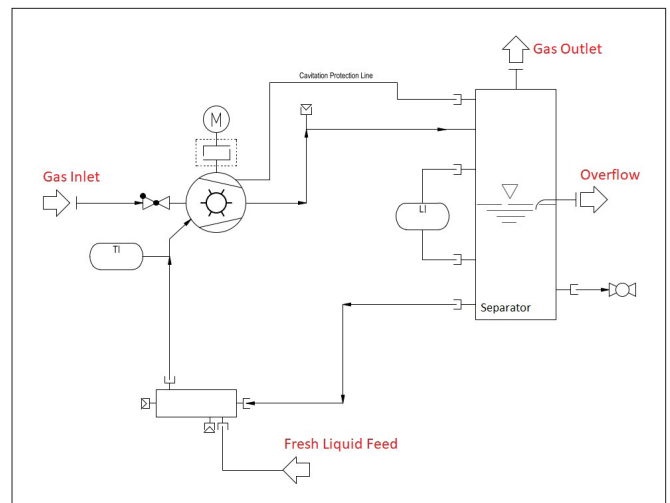 Gas Outlet
Cavitation Protection Line
M
Gas Inlet
Overflow
LI
TI
Separator
Fresh Liquid Feed